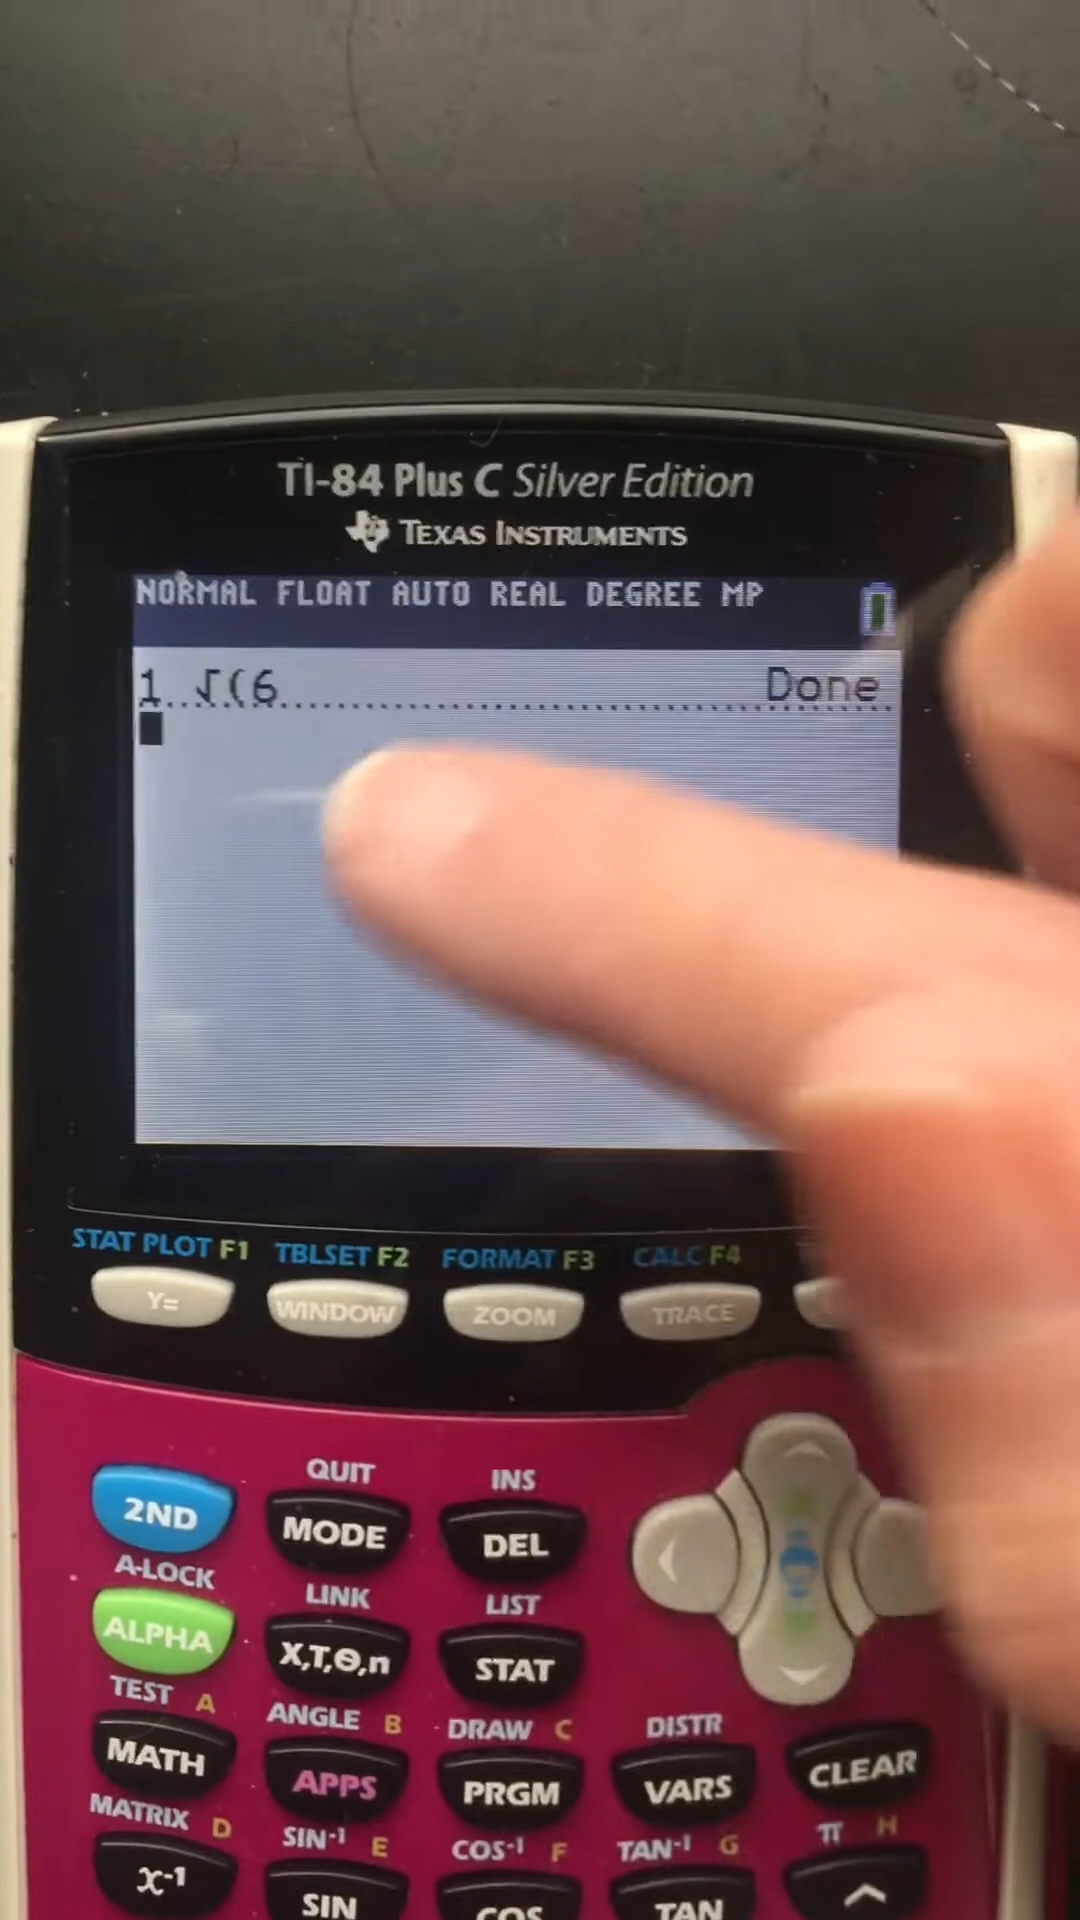 TI-84 Plus C Silver Edition
TEXAS INSTRUMENTS
NORMAL FLOAT AUTO REAL DEGREE MP
1 √(6 Done
STAT PLOT F1 TBLSET F2 FORMAT F3 CALC F4
Y= WINDOW ZOOM TRACE
QUIT INS
2ND MODE DEL
A-LOCK LINK LIST
ALPHA X,T,Θ,n STAT
TEST A ANGLE B DRAW C DISTR
MATH APPS PRGM VARS CLEAR
MATRIX D SIN⁻¹ E COS⁻¹ F TAN⁻¹ G π H
x⁻¹ SIN COS TAN ^